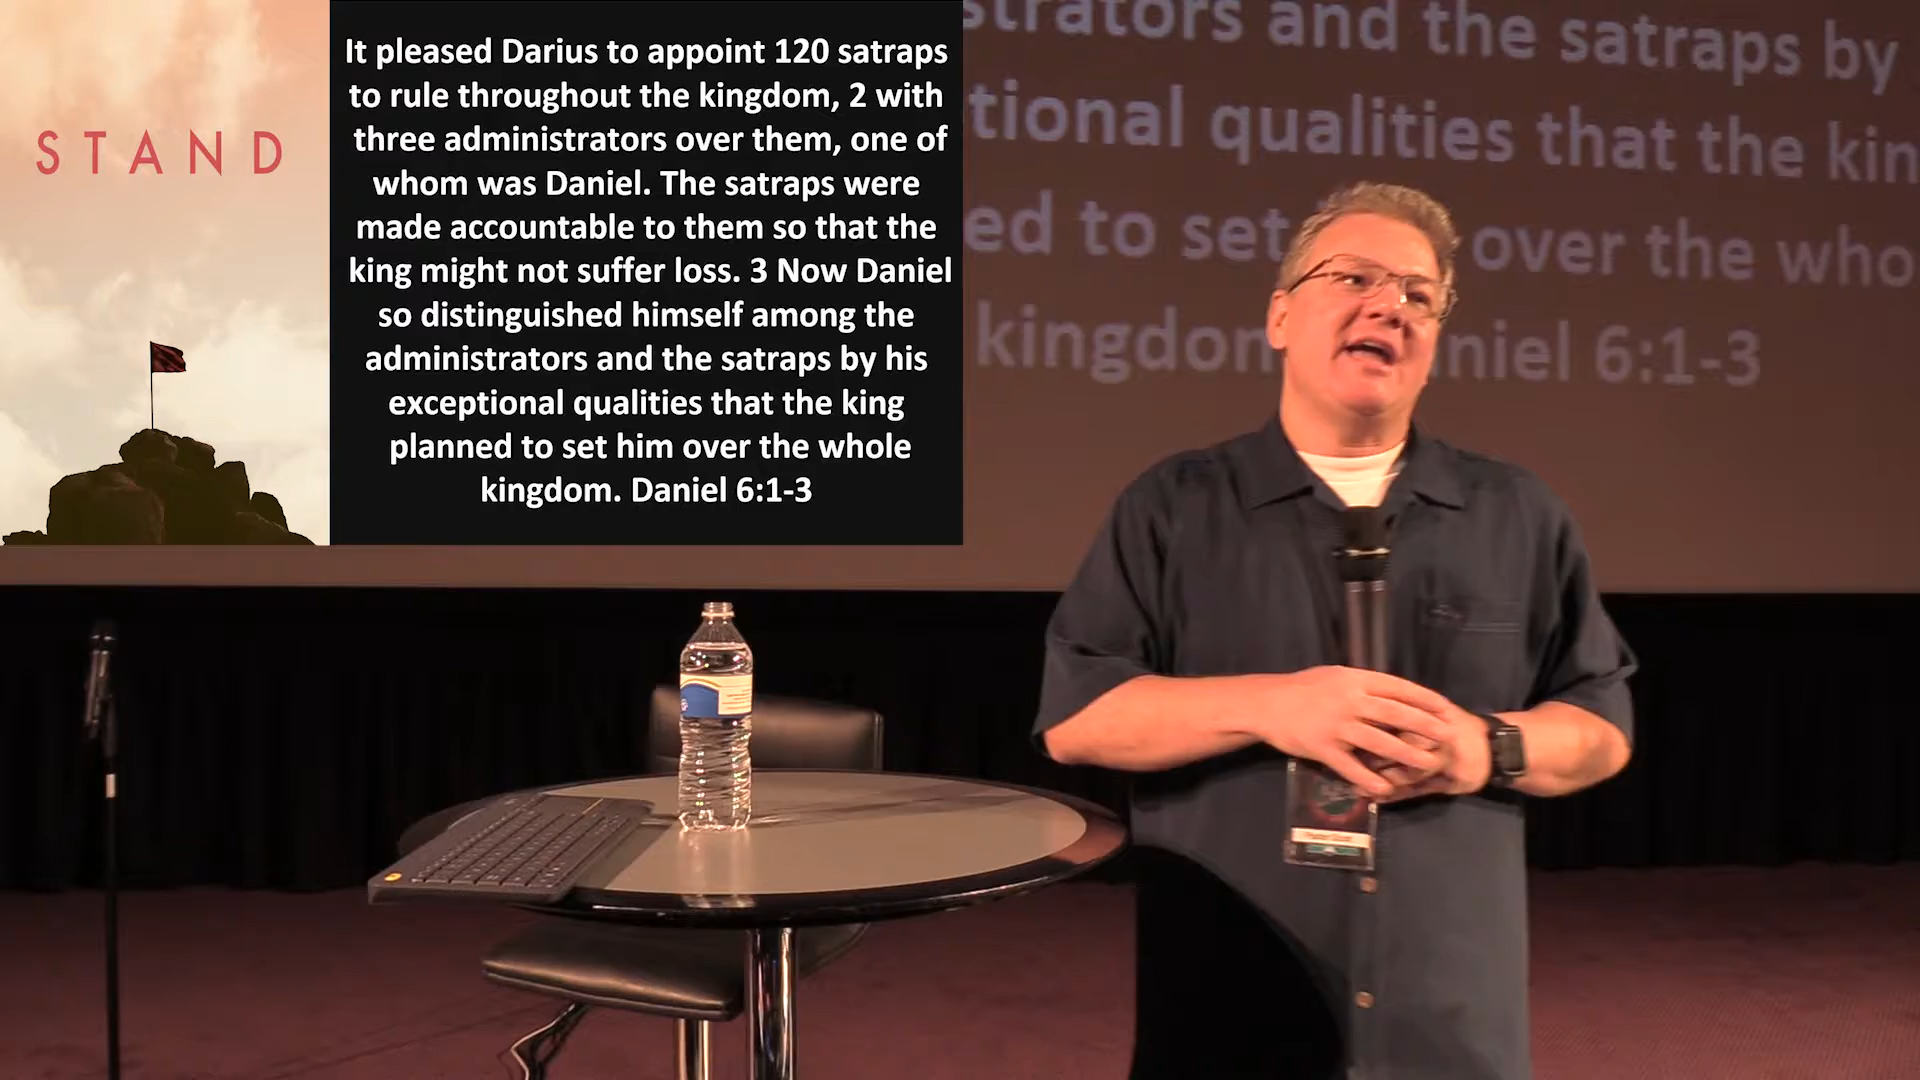 STAND
It pleased Darius to appoint 120 satraps
to rule throughout the kingdom, 2 with
three administrators over them, one of
whom was Daniel. The satraps were
made accountable to them so that the
king might not suffer loss. 3 Now Daniel
so distinguished himself among the
administrators and the satraps by his
exceptional qualities that the king
planned to set him over the whole
kingdom. Daniel 6:1-3
strators and the satraps by
tional qualities that the kin
ed to set over the who
kingdom niel 6:1-3